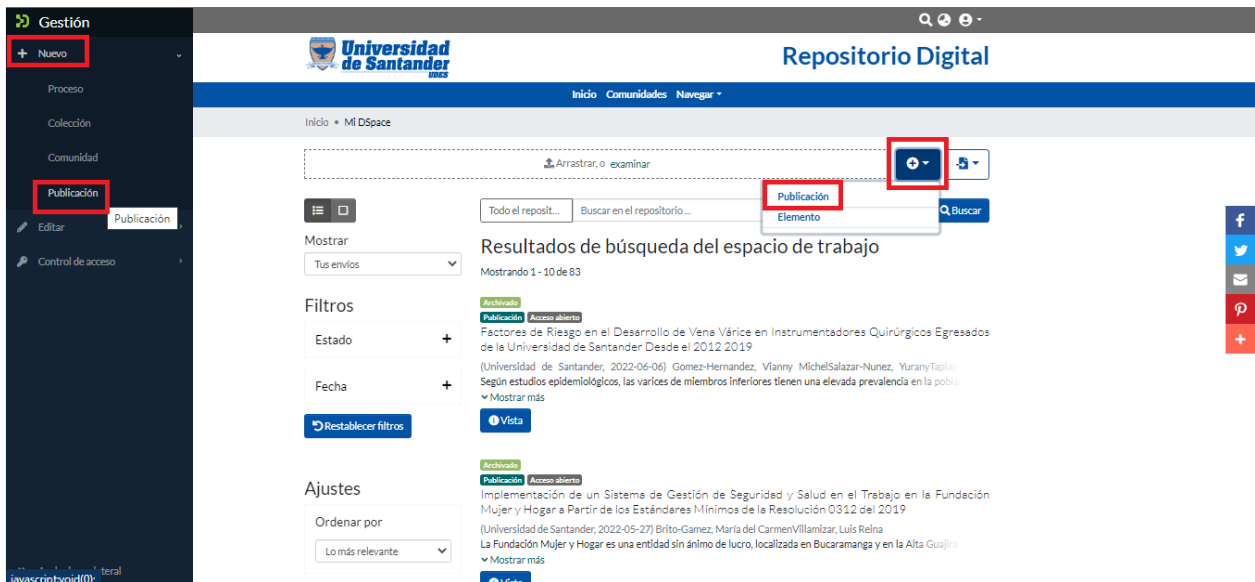 Gestión
Nuevo
Proceso
Colección
Comunidad
Publicación
Publicación
Editar
Control de acceso
javascript:void(0);
Universidad
de Santander
UDES
Repositorio Digital
Inicio Comunidades Navegar
Inicio • Mi DSpace
Arrastrar, o examinar
Publicación
Elemento
Todo el reposit... Buscar en el repositorio ... Buscar
Mostrar
Tus envíos
Filtros
Estado +
Fecha +
Restablecer filtros
Ajustes
Ordenar por
Lo más relevante
Resultados de búsqueda del espacio de trabajo
Mostrando 1 - 10 de 83
Archivado
Publicación Acceso abierto
Factores de Riesgo en el Desarrollo de Vena Várice en Instrumentadores Quirúrgicos Egresados
de la Universidad de Santander Desde el 2012 2019
(Universidad de Santander, 2022-06-06) Gomez-Hernandez, Vianny MichelSalazar-Nunez, YuranyTapias
Según estudios epidemiológicos, las varices de miembros inferiores tienen una elevada prevalencia en la
Mostrar más
Vista
Archivado
Publicación Acceso abierto
Implementación de un Sistema de Gestión de Seguridad y Salud en el Trabajo en la Fundación
Mujer y Hogar a Partir de los Estándares Mínimos de la Resolución 0312 del 2019
(Universidad de Santander, 2022-05-27) Brito-Gamez, María del CarmenVillamizar, Luis Reina
La Fundación Mujer y Hogar es una entidad sin ánimo de lucro, localizada en Bucaramanga y en la Alta Guajira
Mostrar más
Vista